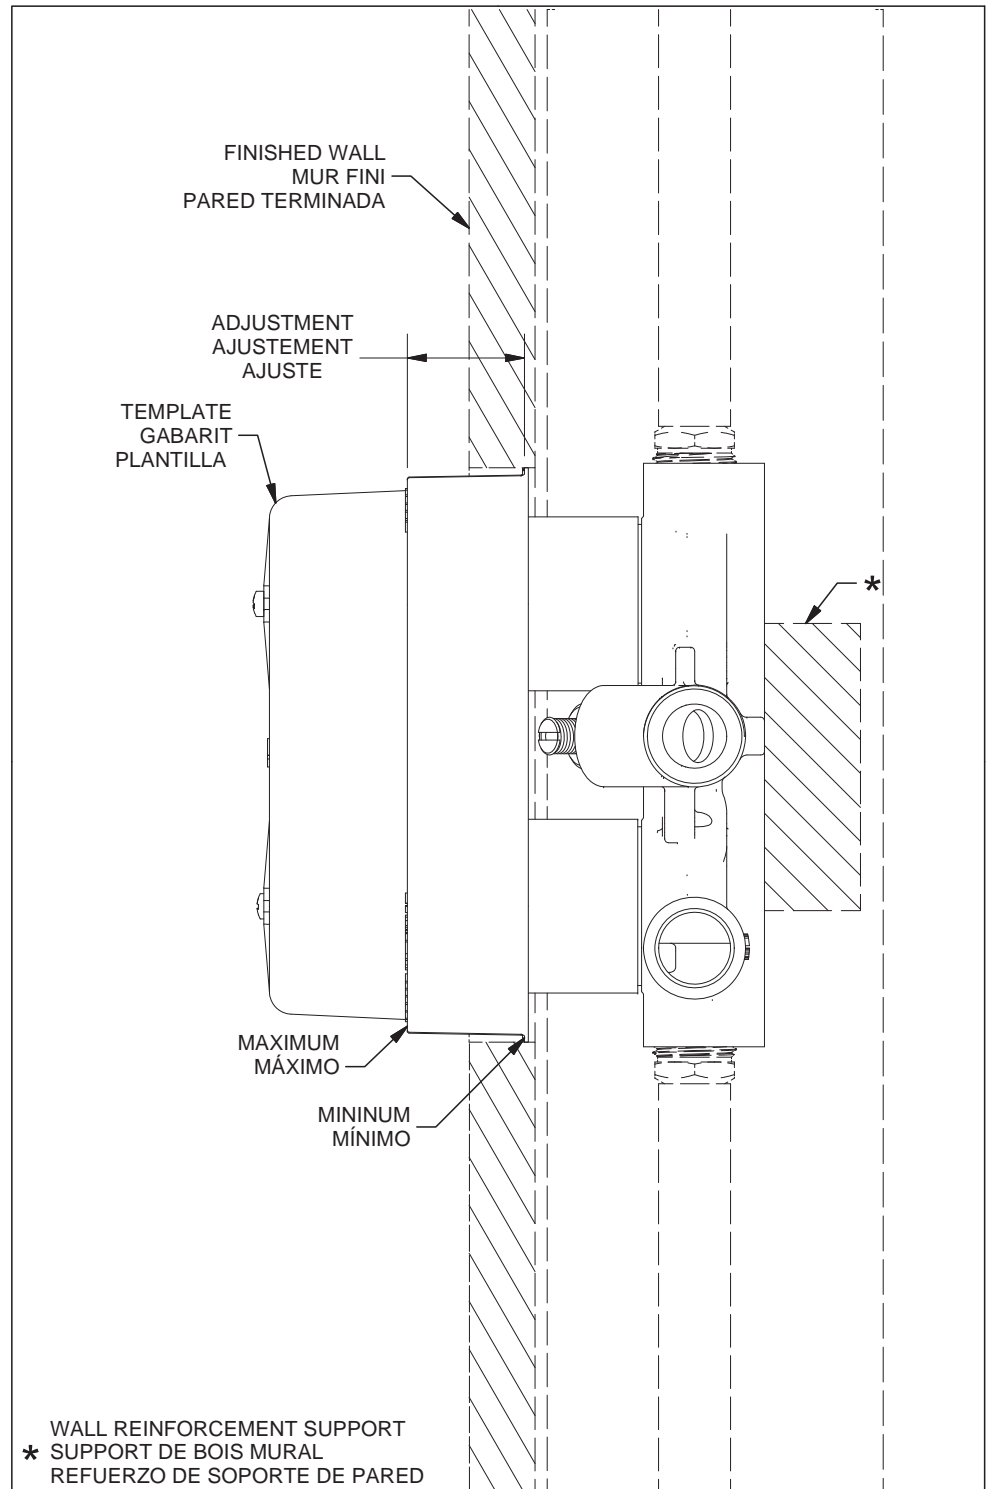 FINISHED WALL
MUR FINI
PARED TERMINADA
ADJUSTMENT
AJUSTEMENT
AJUSTE
TEMPLATE
GABARIT
PLANTILLA
*
MAXIMUM
MÁXIMO
MININUM
MÍNIMO
WALL REINFORCEMENT SUPPORT
* SUPPORT DE BOIS MURAL
REFUERZO DE SOPORTE DE PARED